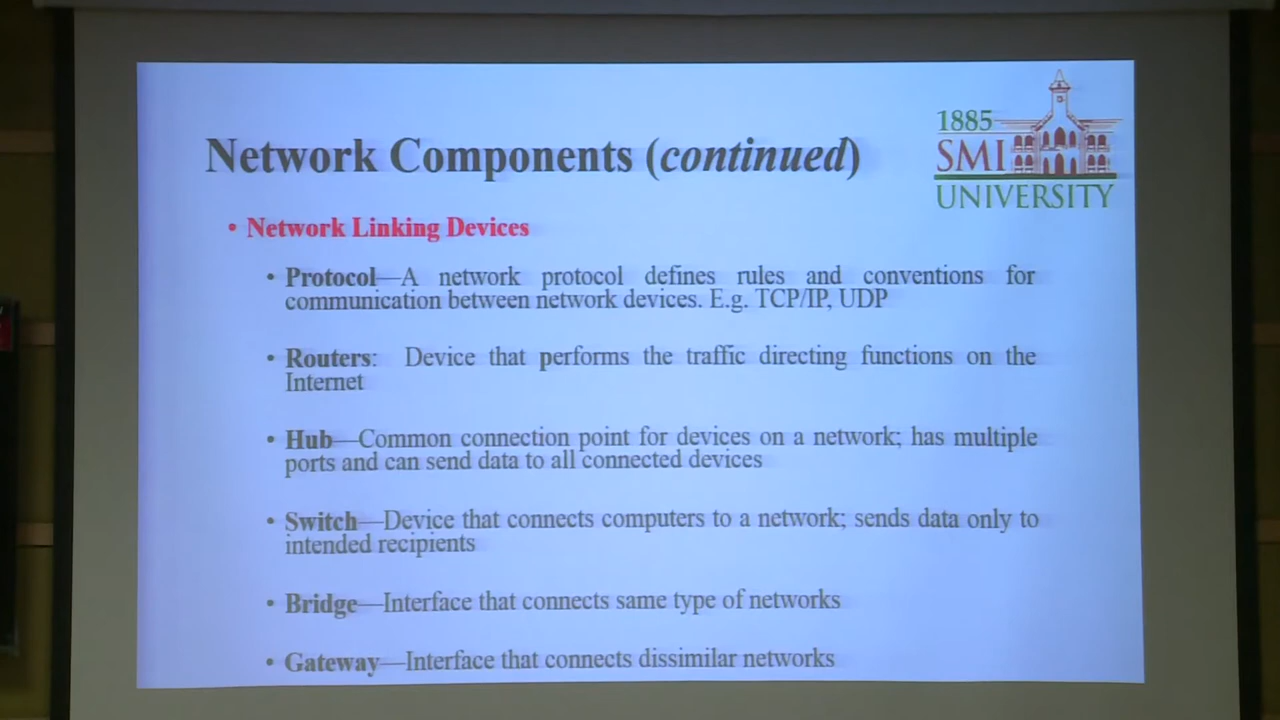 1885
SMI
UNIVERSITY
Network Components (continued)
• Network Linking Devices
• Protocol—A network protocol defines rules and conventions for
communication between network devices. E.g. TCP/IP, UDP
• Routers: Device that performs the traffic directing functions on the
Internet
• Hub—Common connection point for devices on a network; has multiple
ports and can send data to all connected devices
• Switch—Device that connects computers to a network; sends data only to
intended recipients
• Bridge—Interface that connects same type of networks
• Gateway—Interface that connects dissimilar networks